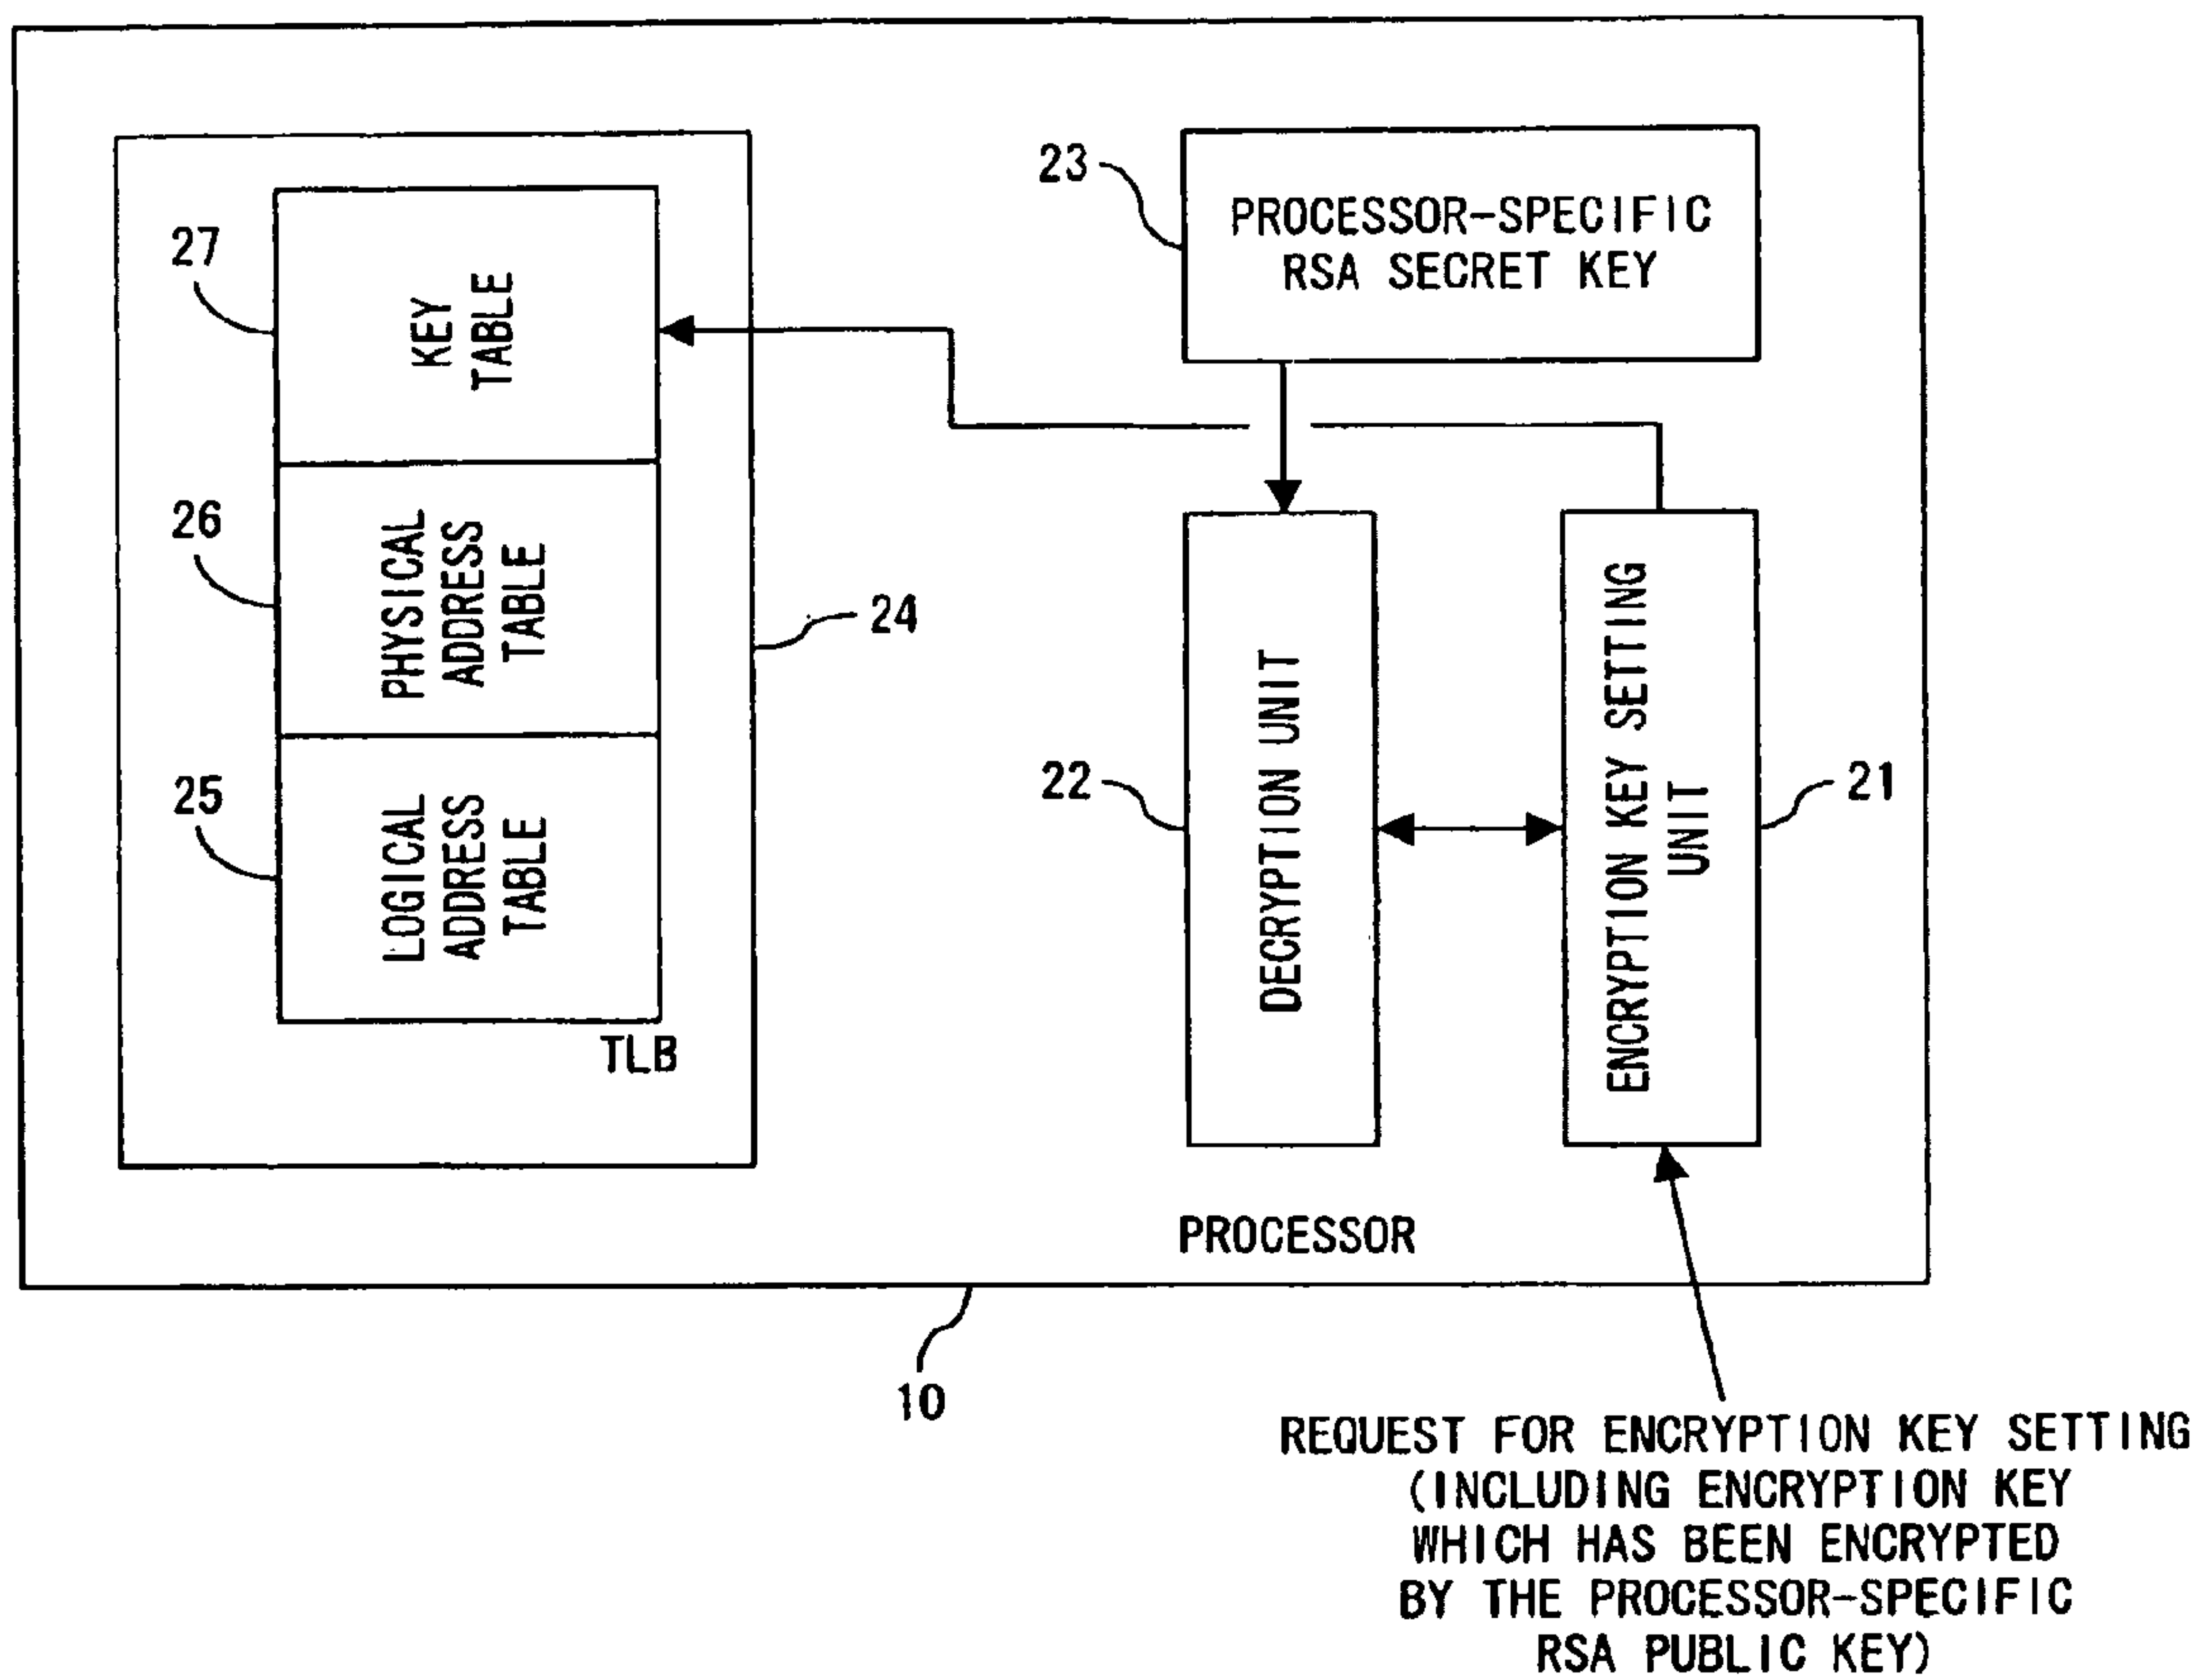 23
PROCESSOR-SPECIFIC
RSA SECRET KEY
27
KEY
TABLE
26
PHYSICAL
ADDRESS
TABLE
24
25
LOGICAL
ADDRESS
TABLE
TLB
22
DECRYPTION UNIT
ENCRYPTION KEY SETTING
UNIT
21
PROCESSOR
10
REQUEST FOR ENCRYPTION KEY SETTING
(INCLUDING ENCRYPTION KEY
WHICH HAS BEEN ENCRYPTED
BY THE PROCESSOR-SPECIFIC
RSA PUBLIC KEY)